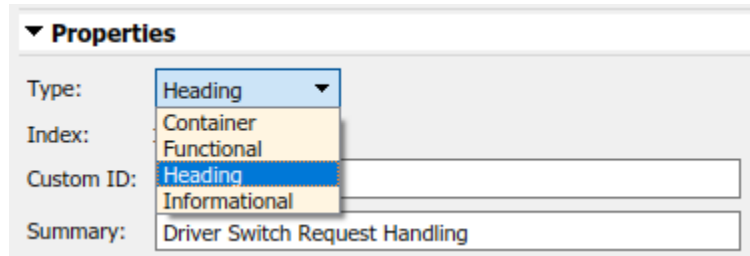 Properties
Type:
Heading
Container
Index:
Functional
Heading
Custom ID:
Informational
Summary:
Driver Switch Request Handling